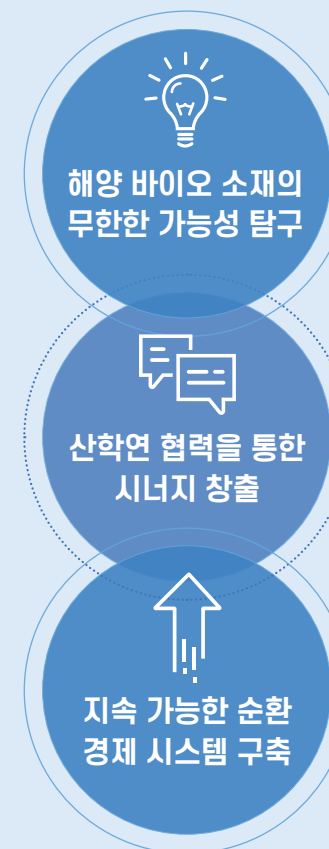 해양 바이오 소재의
무한한 가능성 탐구
산학연 협력을 통한
시너지 창출
지속 가능한 순환
경제 시스템 구축